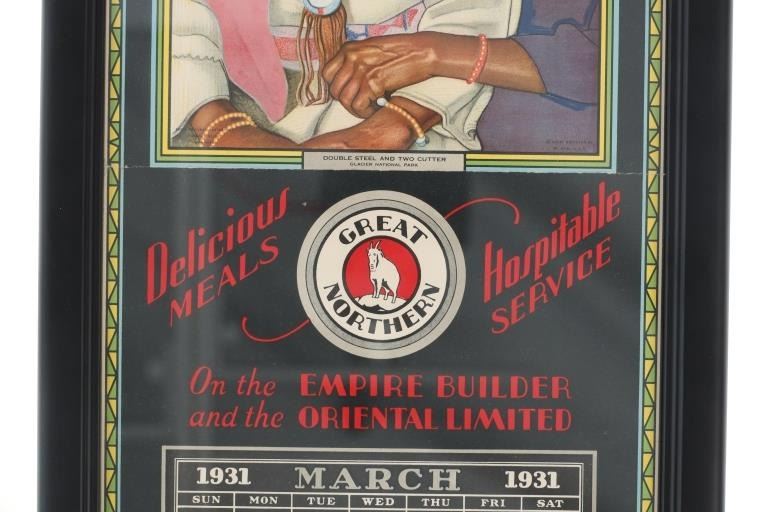 DOUBLE STEEL AND TWO CUTTER
GLACIER NATIONAL PARK
Delicious
MEALS
GREAT
NORTHERN
Hospitable
SERVICE
On the EMPIRE BUILDER
and the ORIENTAL LIMITED
1931 MARCH 1931
SUN MON TUE WED THU FRI SAT